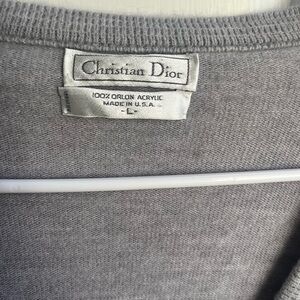 Christian Dior
100% ORLON ACRYLIC
MADE IN U.S.A.
-L-